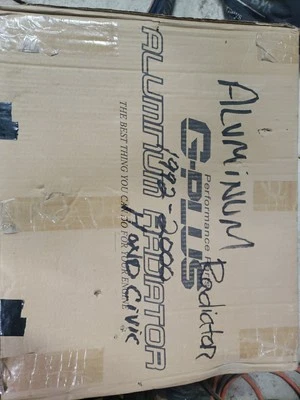 ALUMINUM Radiator
G-PLUS
Performance
ALUMINUM RADIATOR
1992-2000
THE BEST THING YOU CAN DO FOR YOUR ENGINE
HOND CIVIC